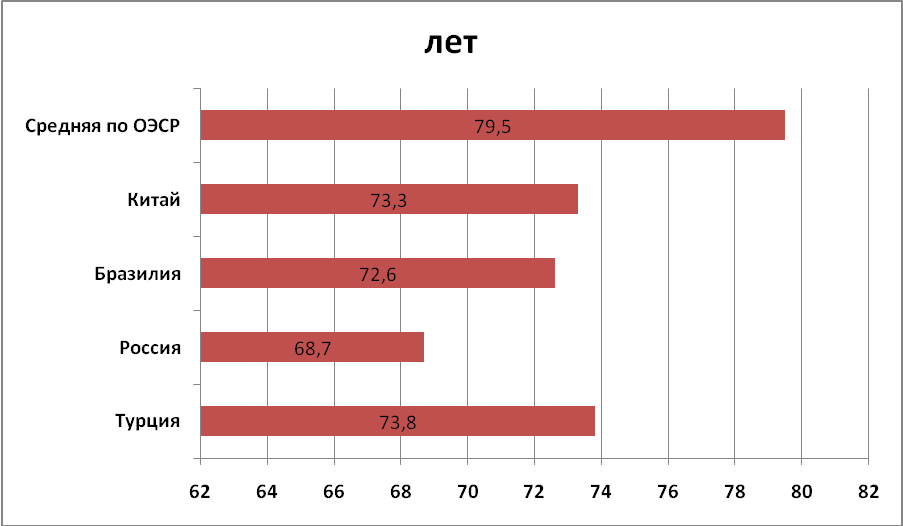 лет
Средняя по ОЭСР
79,5
Китай
73,3
Бразилия
72,6
Россия
68,7
Турция
73,8
62 64 66 68 70 72 74 76 78 80 82